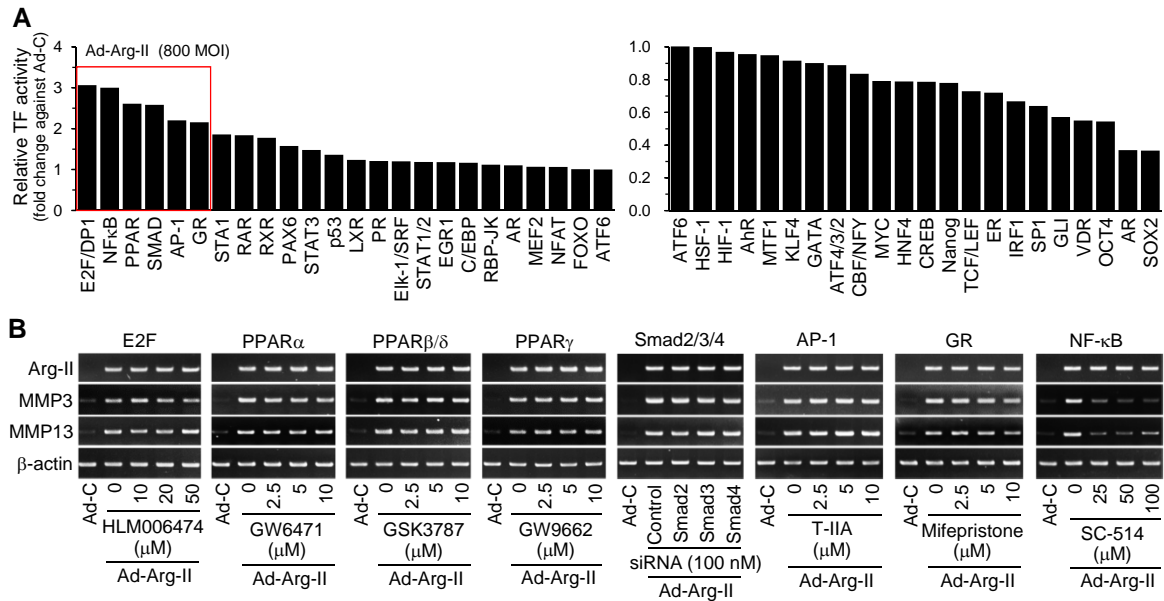 A
Ad-Arg-II (800 MOI)
Relative TF activity
(fold change against Ad-C)
4
3
2
1
0
E2F/DP1
NFκB
PPAR
SMAD
AP-1
GR
STA1
RAR
RXR
PAX6
STAT3
p53
LXR
PR
Elk-1/SRF
STAT1/2
EGR1
C/EBP
RBP-JK
AR
MEF2
NFAT
FOXO
ATF6
1.0
0.8
0.6
0.4
0.2
0.0
ATF6
HSF-1
HIF-1
AhR
MTF1
KLF4
GATA
ATF4/3/2
CBF/NFY
MYC
HNF4
CREB
Nanog
TCF/LEF
ER
IRF1
SP1
GLI
VDR
OCT4
AR
SOX2
B
E2F PPARα PPARβ/δ PPARγ Smad2/3/4 AP-1 GR NF-κB
Arg-II
MMP3
MMP13
β-actin
Ad-C 0 10 20 50
HLM006474
(μM)
Ad-Arg-II
Ad-C 0 2.5 5 10
GW6471
(μM)
Ad-Arg-II
Ad-C 0 2.5 5 10
GSK3787
(μM)
Ad-Arg-II
Ad-C 0 2.5 5 10
GW9662
(μM)
Ad-Arg-II
Ad-C Control Smad2 Smad3 Smad4
siRNA (100 nM)
Ad-Arg-II
Ad-C 0 2.5 5 10
T-IIA
(μM)
Ad-Arg-II
Ad-C 0 2.5 5 10
Mifepristone
(μM)
Ad-Arg-II
Ad-C 0 25 50 100
SC-514
(μM)
Ad-Arg-II